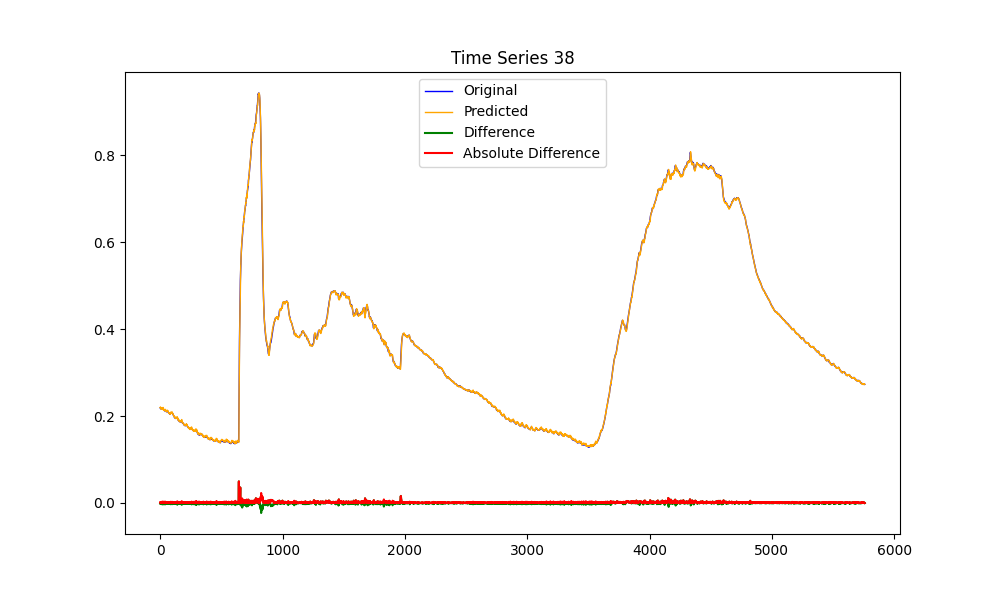 Time Series 38
Original
Predicted
Difference
Absolute Difference
0.8
0.6
0.4
0.2
0.0
0 1000 2000 3000 4000 5000 6000